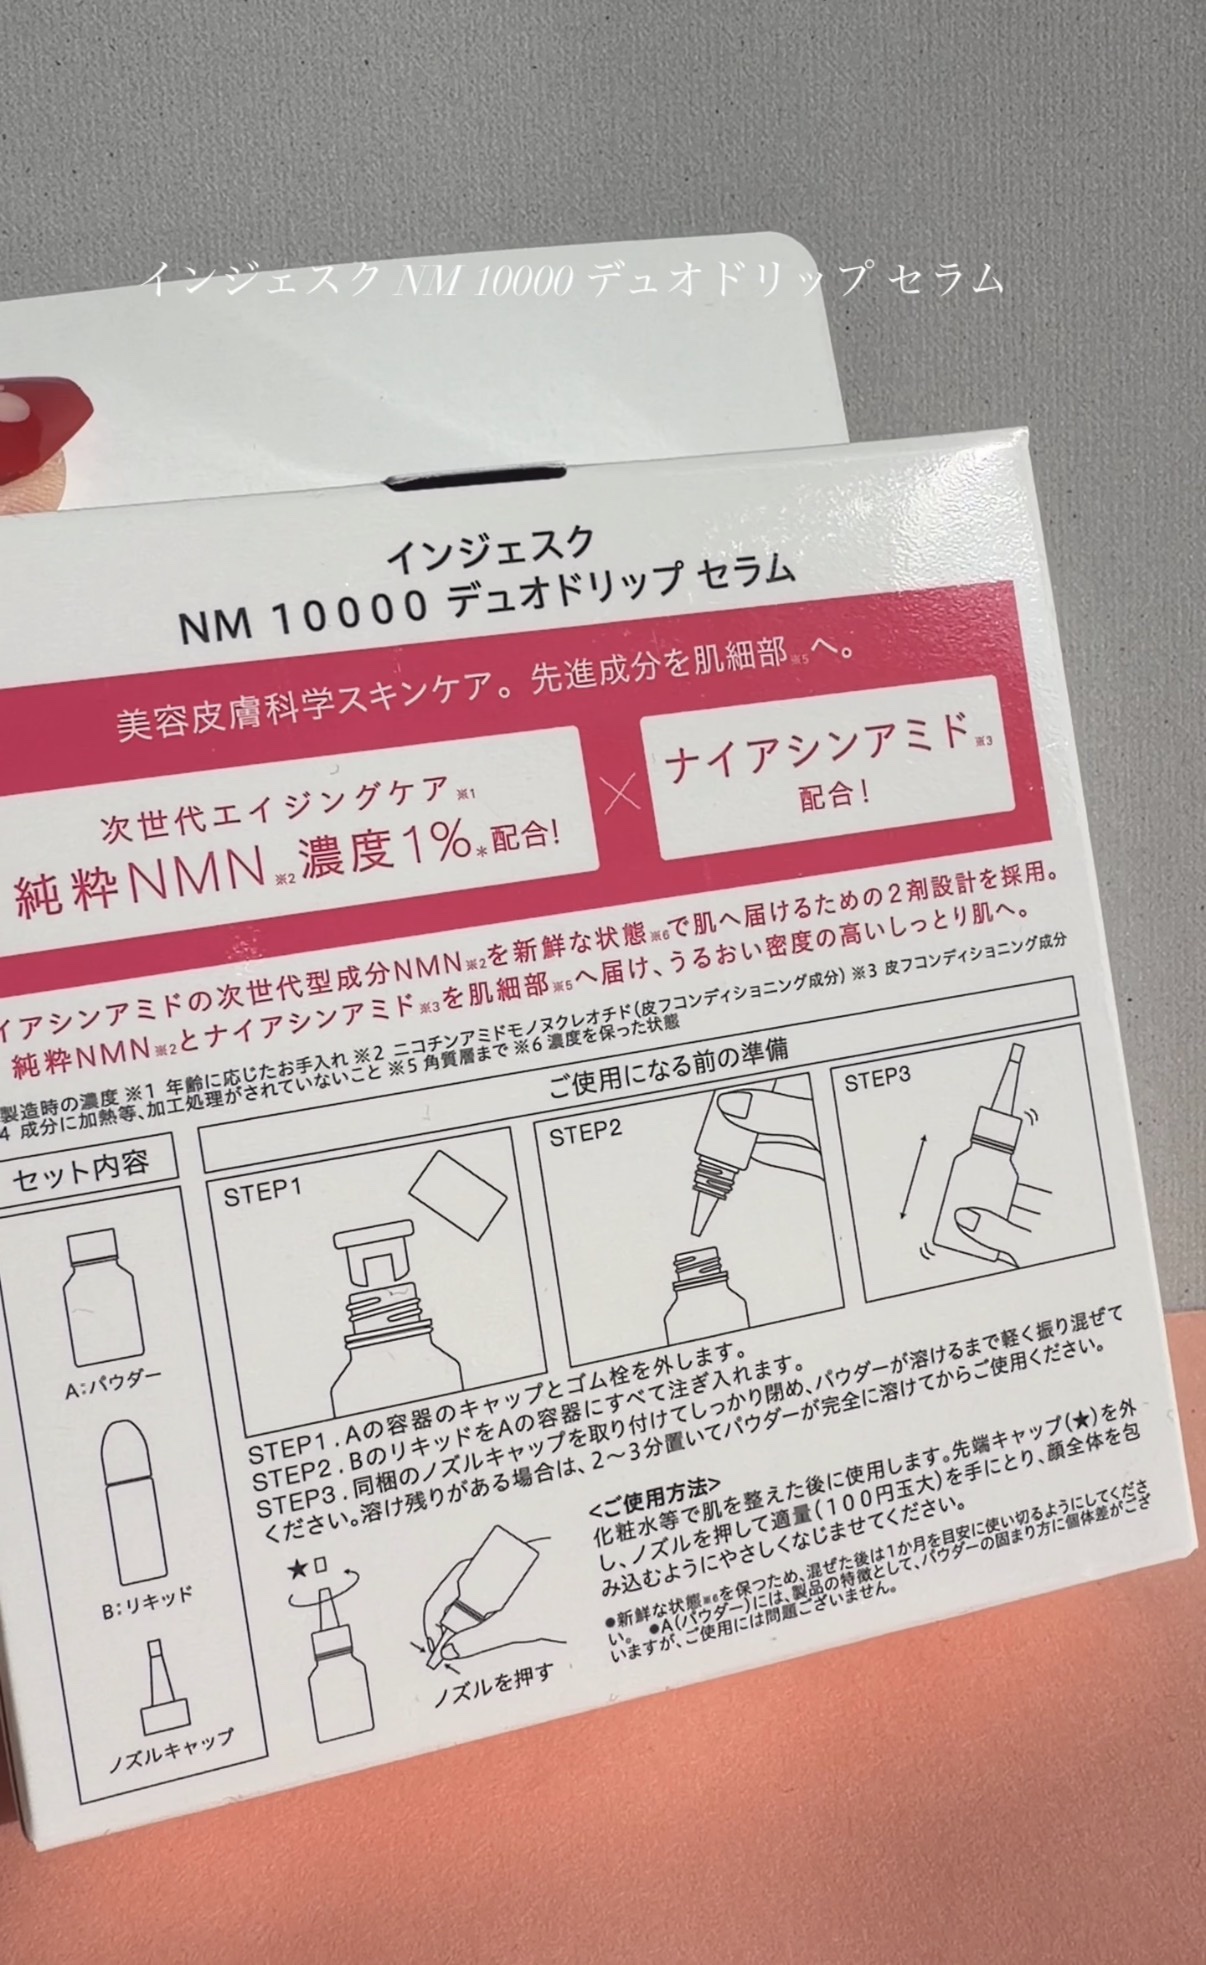 インジェスク NM 10000 デュオドリップ セラム
インジェスク
NM 10000 デュオドリップ セラム
美容皮膚科学スキンケア。先進成分を肌細部※5へ。
次世代エイジングケア※1
純粋NMN※2濃度1%*配合!
×
ナイアシンアミド※3
配合!
イアシンアミドの次世代型成分NMN※2を新鮮な状態※6で肌へ届けるための2剤設計を採用。
純粋NMN※2とナイアシンアミド※3を肌細部※5へ届け、うるおい密度の高いしっとり肌へ。
製造時の濃度 ※1 年齢に応じたお手入れ ※2 ニコチンアミドモノヌクレオチド(皮フコンディショニング成分) ※3 皮フコンディショニング成分
4 成分に加熱等、加工処理がされていないこと ※5 角質層まで ※6 濃度を保った状態
セット内容
A:パウダー
B:リキッド
ノズルキャップ
ご使用になる前の準備
STEP1
STEP2
STEP3
STEP1.Aの容器のキャップとゴム栓を外します。
STEP2.BのリキッドをAの容器にすべて注ぎ入れます。
STEP3.同梱のノズルキャップを取り付けてしっかり閉め、パウダーが溶けるまで軽く振り混ぜて
ください。溶け残りがある場合は、2〜3分置いてパウダーが完全に溶けてからご使用ください。
★
ノズルを押す
<ご使用方法>
化粧水等で肌を整えた後に使用します。先端キャップ(★)を外
し、ノズルを押して適量(100円玉大)を手にとり、顔全体を包
み込むようにやさしくなじませてください。
●新鮮な状態※6を保つため、混ぜた後は1か月を目安に使い切るようにしてくださ
い。 ●A(パウダー)には、製品の特徴として、パウダーの固まり方に個体差がござ
いますが、ご使用には問題ございません。